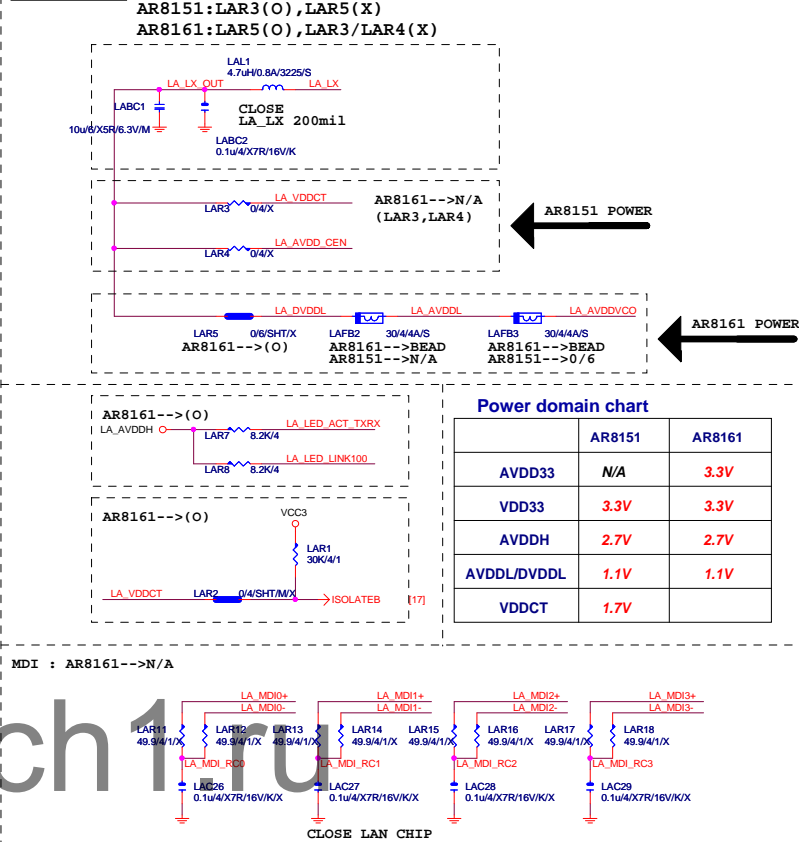 AR8151:LAR3(O),LAR5(X)
AR8161:LAR5(O),LAR3/LAR4(X)
LAL1
4.7uH/0.8A/3225/S
LA_LX_OUT
LA_LX
LABC1
10u/6/X5R/6.3V/M
CLOSE
LA_LX 200mil
LABC2
0.1u/4/X7R/16V/K
LA_VDDCT
LAR3 0/4/X
AR8161-->N/A
(LAR3,LAR4)
AR8151 POWER
LA_AVDD_CEN
LAR4 0/4/X
LA_DVDDL
LA_AVDDL
LA_AVDDVCO
AR8161 POWER
LAR5 0/6/SHT/X
LAFB2 30/4/4A/S
LAFB3 30/4/4A/S
AR8161-->(O)
AR8161-->BEAD
AR8151-->N/A
AR8161-->BEAD
AR8151-->0/6
AR8161-->(O)
LA_AVDDH
LA_LED_ACT_TXRX
LAR7 8.2K/4
LA_LED_LINK100
LAR8 8.2K/4
AR8161-->(O)
VCC3
LAR1
30K/4/1
LA_VDDCT
LAR2 0/4/SHT/M/X
ISOLATEB [17]
Power domain chart
AR8151 AR8161
AVDD33 N/A 3.3V
VDD33 3.3V 3.3V
AVDDH 2.7V 2.7V
AVDDL/DVDDL 1.1V 1.1V
VDDCT 1.7V
MDI : AR8161-->N/A
LA_MDI0+
LA_MDI0-
LA_MDI1+
LA_MDI1-
LA_MDI2+
LA_MDI2-
LA_MDI3+
LA_MDI3-
LAR11
49.9/4/1/X
LAR12
49.9/4/1/X
LAR13
49.9/4/1/X
LAR14
49.9/4/1/X
LAR15
49.9/4/1/X
LAR16
49.9/4/1/X
LAR17
49.9/4/1/X
LAR18
49.9/4/1/X
LA_MDI_RC0
LA_MDI_RC1
LA_MDI_RC2
LA_MDI_RC3
LAC26
0.1u/4/X7R/16V/K/X
LAC27
0.1u/4/X7R/16V/K/X
LAC28
0.1u/4/X7R/16V/K/X
LAC29
0.1u/4/X7R/16V/K/X
CLOSE LAN CHIP
ch1.ru